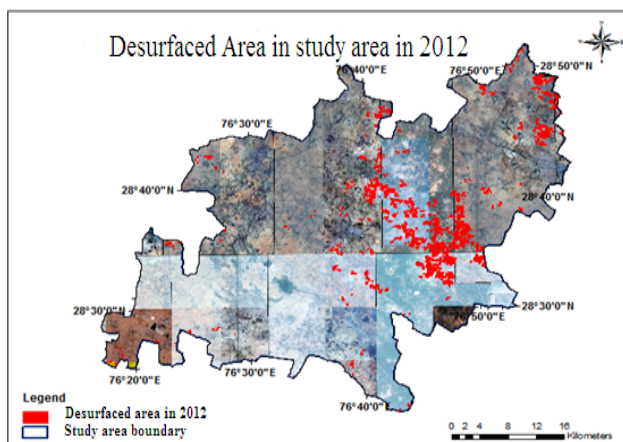 Desurfaced Area in study area in 2012
76°40'0"E
76°50'0"E
28°50'0"N
76°30'0"E
28°40'0"N
28°40'0"N
28°30'0"N
28°30'0"N
76°50'0"E
76°20'0"E
76°30'0"E
76°40'0"E
Legend
Desurfaced area in 2012
Study area boundary
0 2 4 8 12 16
Kilometers